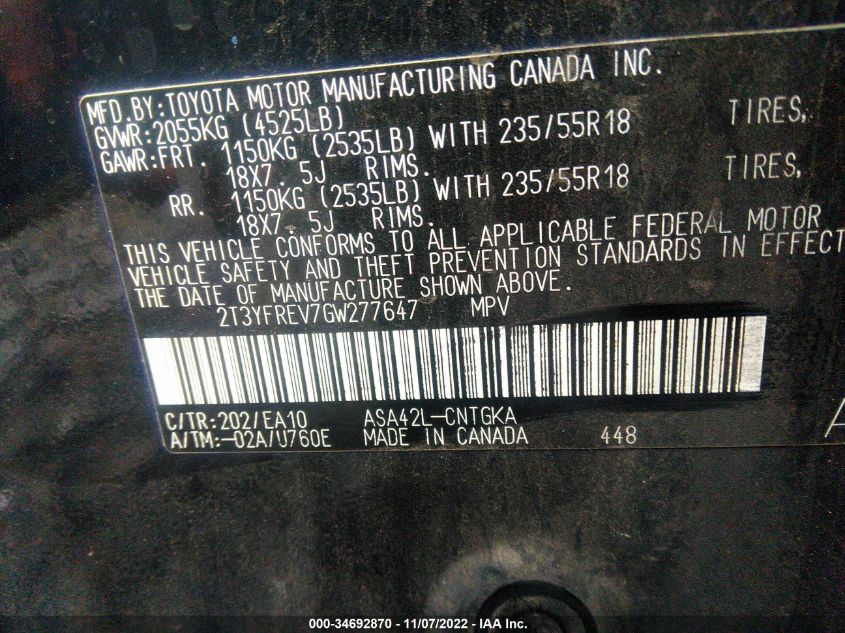 MFD.BY:TOYOTA MOTOR MANUFACTURING CANADA INC.
GVWR:2055KG (4525LB)
GAWR:FRT. 1150KG (2535LB) WITH 235/55R18 TIRES,
18X7.5J RIMS.
RR. 1150KG (2535LB) WITH 235/55R18 TIRES,
18X7.5J RIMS.
THIS VEHICLE CONFORMS TO ALL APPLICABLE FEDERAL MOTOR
VEHICLE SAFETY AND THEFT PREVENTION STANDARDS IN EFFECT
THE DATE OF MANUFACTURE SHOWN ABOVE.
2T3YFREV7GW277647 MPV
C/TR:202/EA10 ASA42L-CNTGKA
A/TM:-02A/U760E MADE IN CANADA 448
000-34692870 - 11/07/2022 - IAA Inc.